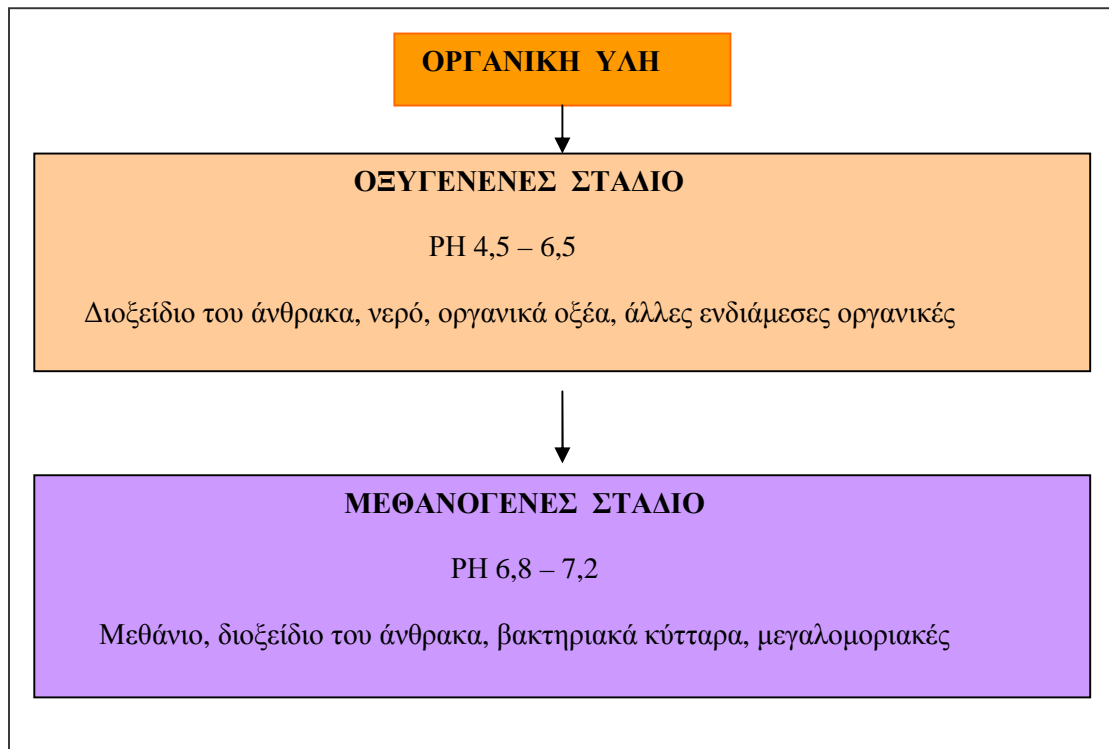 ΟΡΓΑΝΙΚΗ ΥΛΗ
ΟΞΥΓΕΝΕΝΕΣ ΣΤΑΔΙΟ
PH 4,5 – 6,5
Διοξείδιο του άνθρακα, νερό, οργανικά οξέα, άλλες ενδιάμεσες οργανικές
ΜΕΘΑΝΟΓΕΝΕΣ ΣΤΑΔΙΟ
PH 6,8 – 7,2
Μεθάνιο, διοξείδιο του άνθρακα, βακτηριακά κύτταρα, μεγαλομοριακές